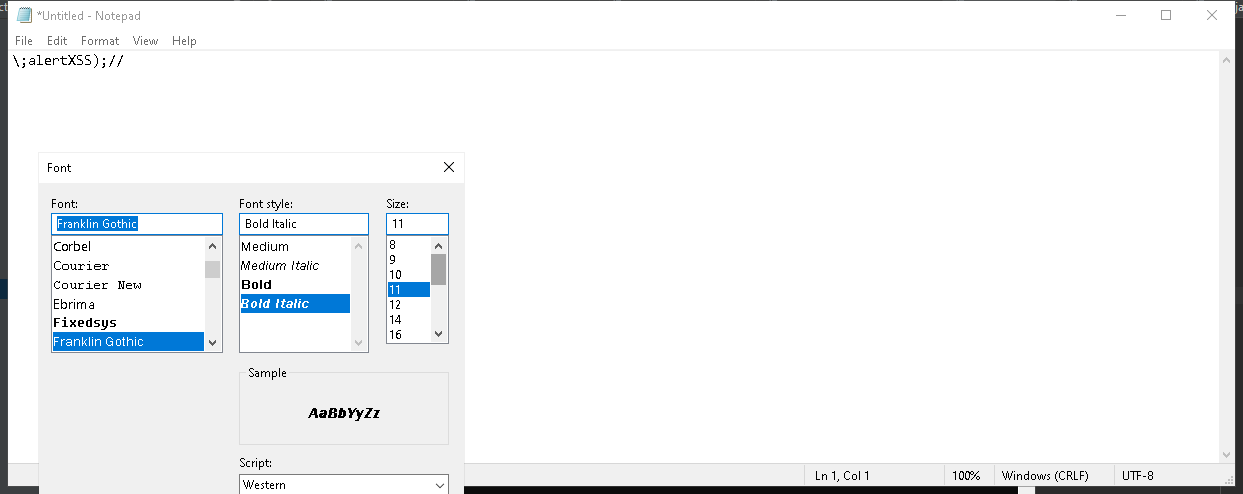 *Untitled - Notepad
File Edit Format View Help
\;alertXSS);//
Font
Font: Font style: Size:
Franklin Gothic Bold Italic 11
Corbel
Courier
Courier New
Ebrima
Fixedsys
Franklin Gothic
Medium
Medium Italic
Bold
Bold Italic
8
9
10
11
12
14
16
Sample
AaBbYyZz
Script:
Western
Ln 1, Col 1 100% Windows (CRLF) UTF-8